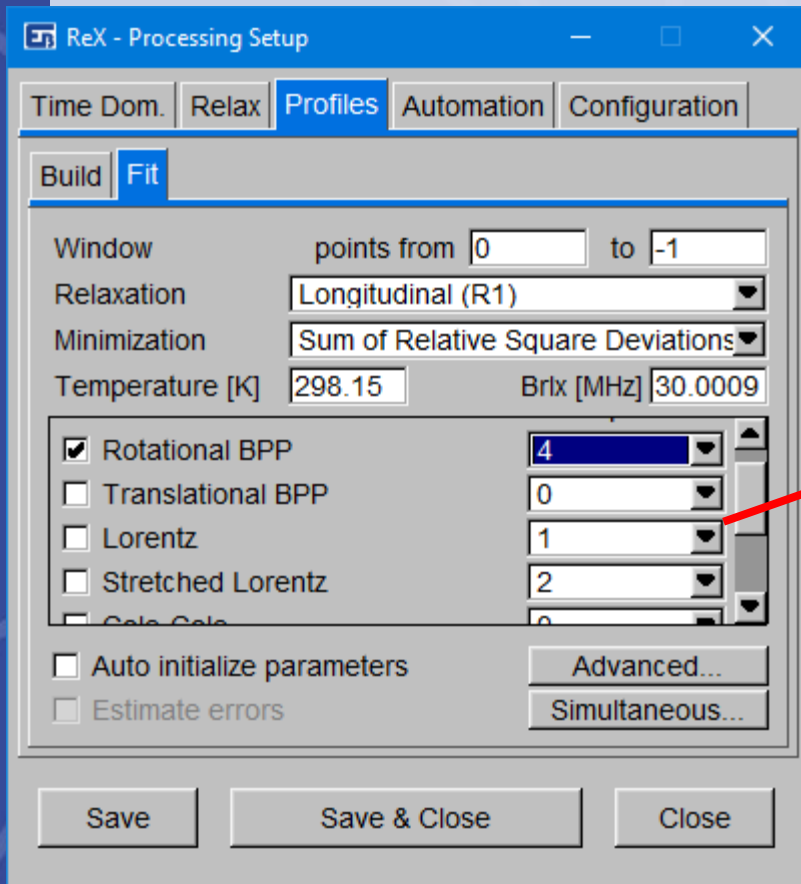 ReX - Processing Setup
Time Dom. Relax Profiles Automation Configuration
Build Fit
Window points from 0 to -1
Relaxation Longitudinal (R1)
Minimization Sum of Relative Square Deviations
Temperature [K] 298.15 Brlx [MHz] 30.0009
Rotational BPP 4
Translational BPP 0
Lorentz 1
Stretched Lorentz 2
Auto initialize parameters Advanced...
Estimate errors Simultaneous...
Save Save & Close Close